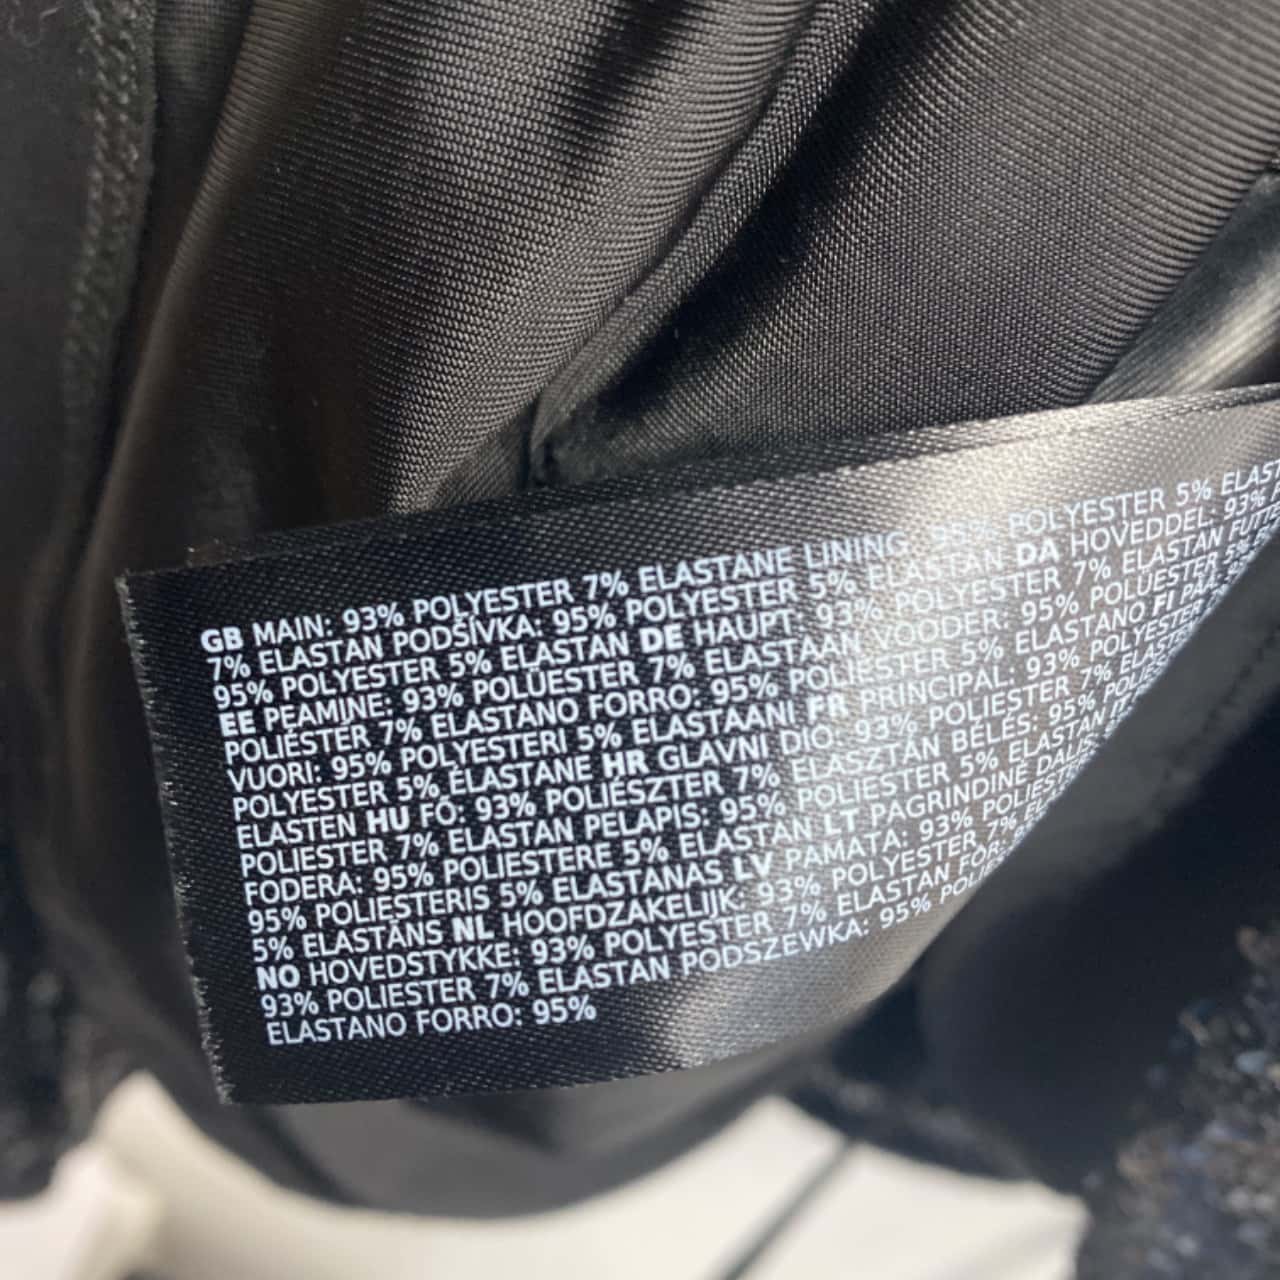 GB MAIN: 93% POLYESTER 7% ELASTANE LINING: 95% POLYESTER 5%
7% ELASTAN PODŠÍVKA: 95% POLYESTER 5% ELASTAN DA HOVEDDEL: 93%
95% POLYESTER 5% ELASTAN DE HAUPT: 93% POLYESTER 7% ELASTAN
EE PEAMINE: 93% POLÜESTER 7% ELASTAAN VOODER: 95% POLÜESTER 5%
POLIÉSTER 7% ELASTANO FORRO: 95% POLIÉSTER 5% ELASTANO FI PÄÄ:
VUORI: 95% POLYESTERI 5% ELASTAANI FR PRINCIPAL: 93% POLYESTER
POLYESTER 5% ÉLASTANE HR GLAVNI DIO: 93% POLIESTER 7%
ELASTEN HU FŐ: 93% POLIÉSZTER 7% ELASZTÁN BÉLÉS: 95%
POLIESTER 7% ELASTAN PELAPIS: 95% POLIESTER 5% ELASTAN IT
FODERA: 95% POLIESTERE 5% ELASTAN LT PAGRINDINĖ DALIS:
95% POLIESTERIS 5% ELASTANAS LV PAMATA: 93% POLIESTERS
5% ELASTĀNS NL HOOFDZAKELIJK: 93% POLYESTER 7%
NO HOVEDSTYKKE: 93% POLYESTER 7% ELASTAN FÔR:
93% POLIESTER 7% ELASTAN PODSZEWKA: 95%
ELASTANO FORRO: 95%